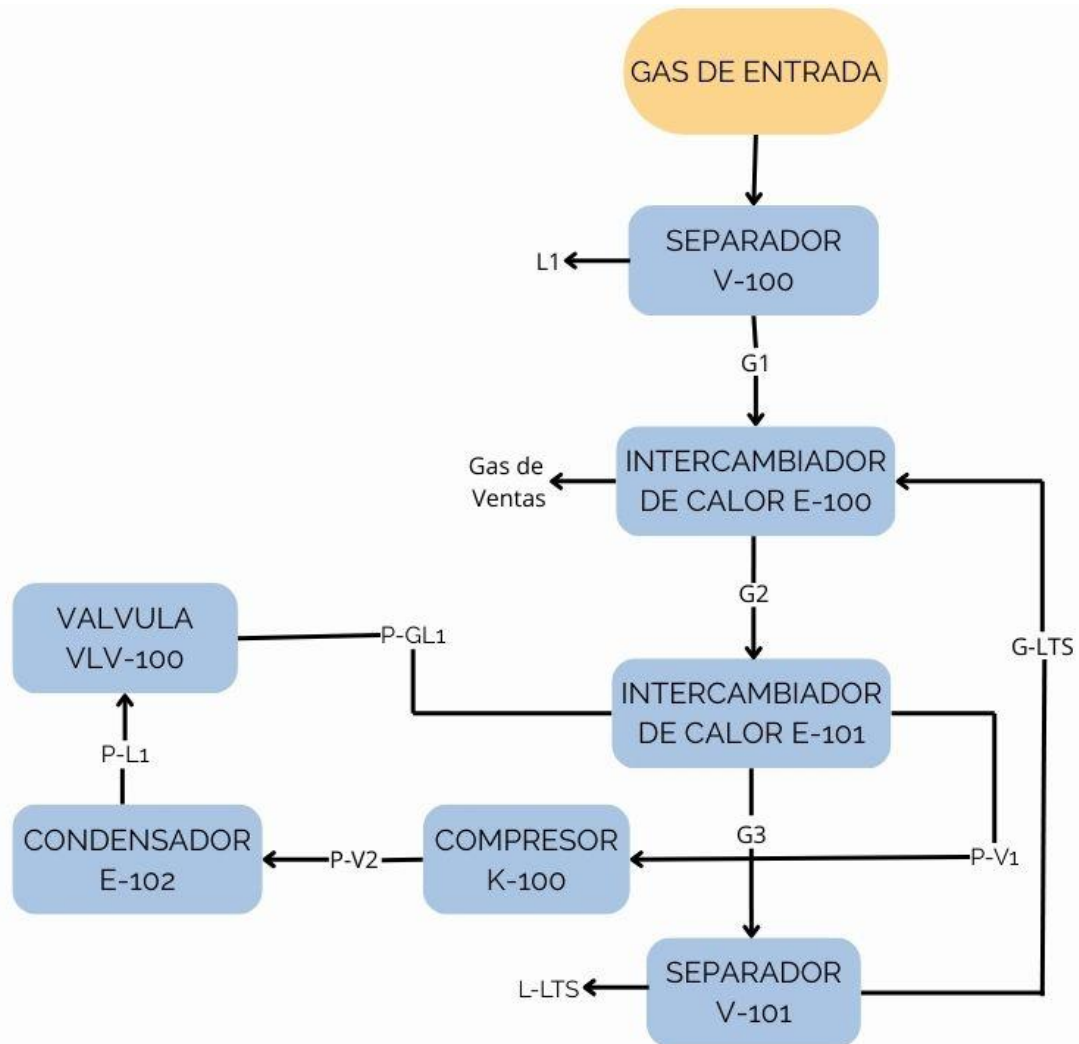 GAS DE ENTRADA
SEPARADOR
V-100
L1
G1
INTERCAMBIADOR
DE CALOR E-100
Gas de
Ventas
G2
G-LTS
VALVULA
VLV-100
P-GL1
INTERCAMBIADOR
DE CALOR E-101
P-L1
G3
CONDENSADOR
E-102
P-V2
COMPRESOR
K-100
P-V1
SEPARADOR
V-101
L-LTS